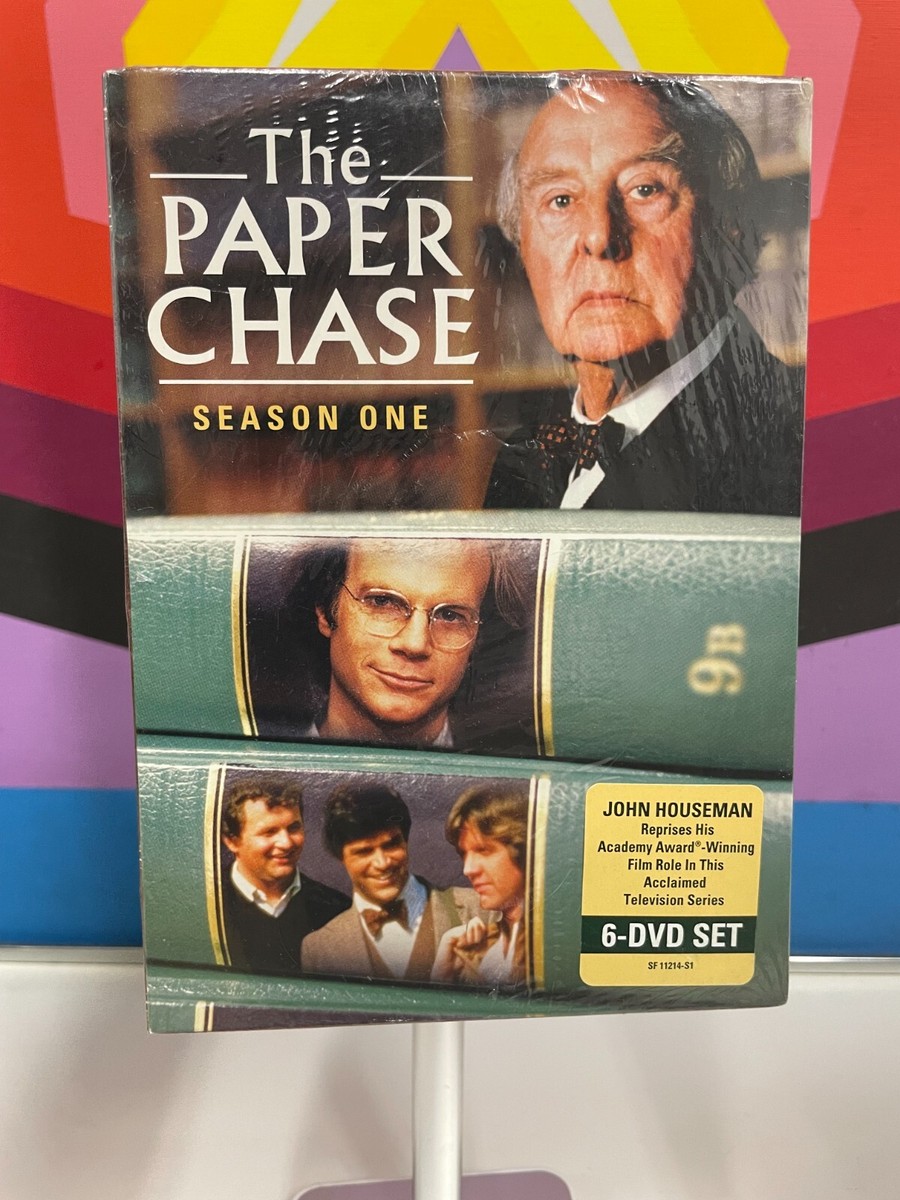 The
PAPER
CHASE
SEASON ONE
9B
JOHN HOUSEMAN
Reprises His
Academy Award®-Winning
Film Role In This
Acclaimed
Television Series
6-DVD SET
SF 11214-S1